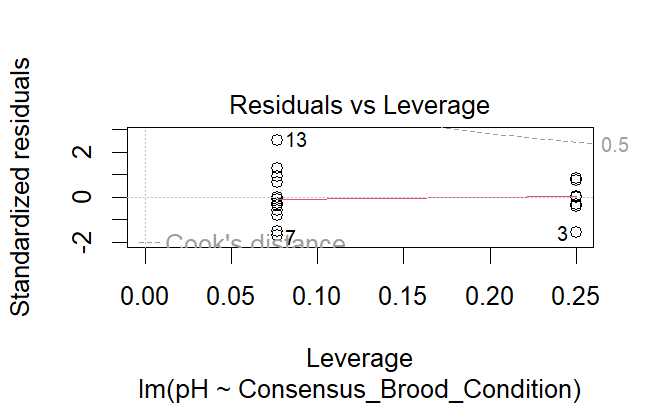 Residuals vs Leverage
Standardized residuals
2
0
-2
13
7
3
0.5
Cook's distance
0.00 0.05 0.10 0.15 0.20 0.25
Leverage
lm(pH ~ Consensus_Brood_Condition)